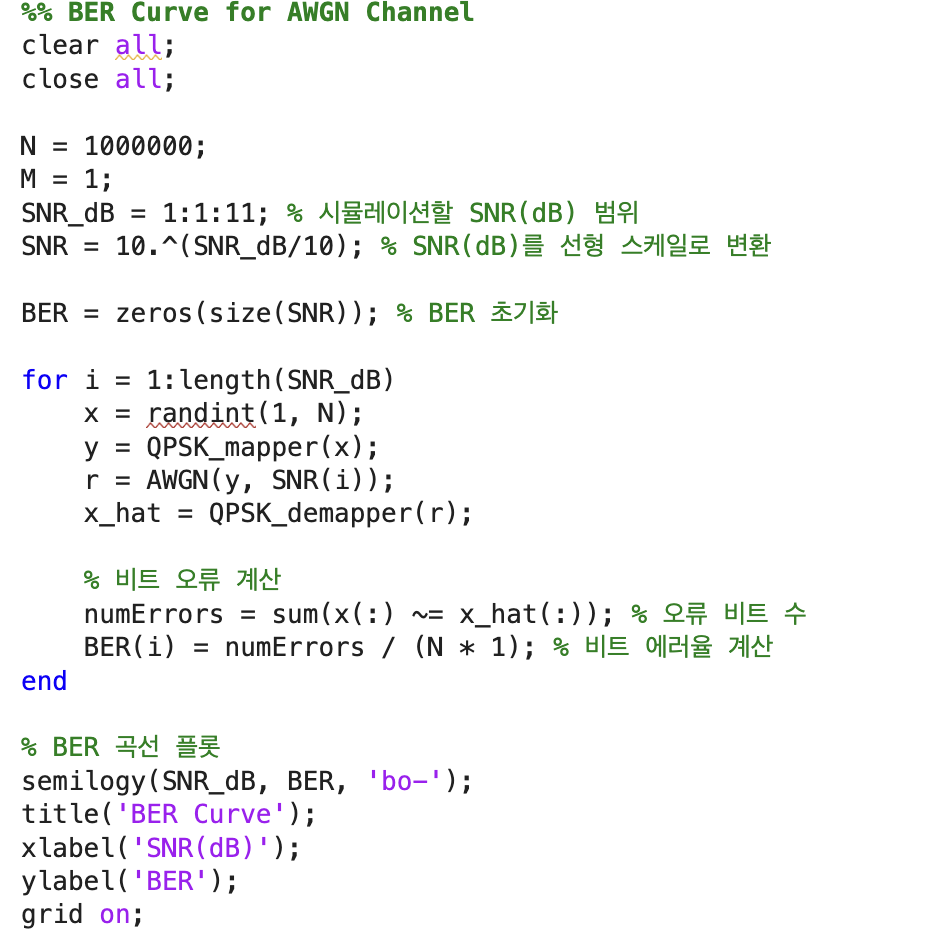 %% BER Curve for AWGN Channel
clear all;
close all;
N = 1000000;
M = 1;
SNR_dB = 1:1:11; % 시뮬레이션할 SNR(dB) 범위
SNR = 10.^(SNR_dB/10); % SNR(dB)를 선형 스케일로 변환
BER = zeros(size(SNR)); % BER 초기화
for i = 1:length(SNR_dB)
    x = randint(1, N);
    y = QPSK_mapper(x);
    r = AWGN(y, SNR(i));
    x_hat = QPSK_demapper(r);
    % 비트 오류 계산
    numErrors = sum(x(:) ~= x_hat(:)); % 오류 비트 수
    BER(i) = numErrors / (N * 1); % 비트 에러율 계산
end
% BER 곡선 플롯
semilogy(SNR_dB, BER, 'bo-');
title('BER Curve');
xlabel('SNR(dB)');
ylabel('BER');
grid on;